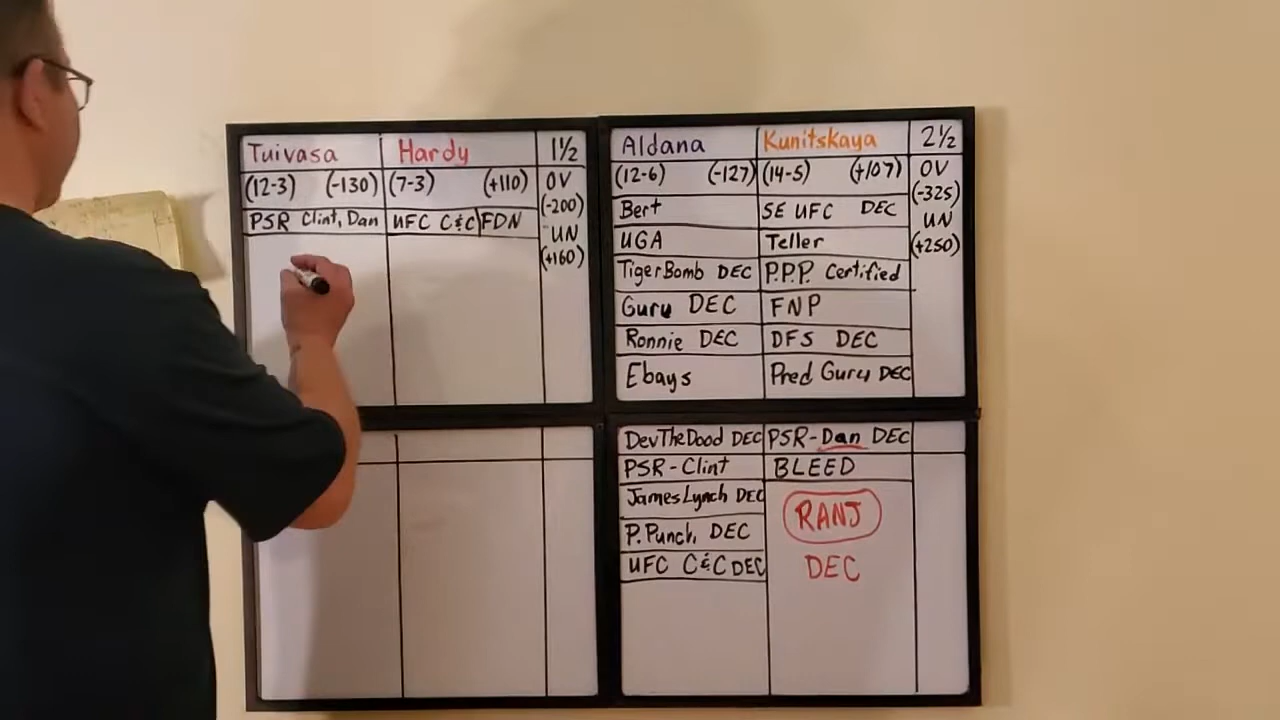 Tuivasa Hardy 1½
(12-3) (-130) (7-3) (+110) OV
(-200)
PSR Clint, Dan UFC C&C FDN
UN
(+160)
Aldana Kunitskaya 2½
(12-6) (-127) (14-5) (+107) OV
(-325)
Bert SE UFC DEC
UN
UGA Teller (+250)
TigerBomb DEC P.P.P. Certified
Guru DEC FNP
Ronnie DEC DFS DEC
Ebays Pred Guru DEC
DevTheDood DEC PSR-Dan DEC
PSR-Clint BLEED
James Lynch DEC RANJ
P. Punch, DEC
UFC C&C DEC DEC